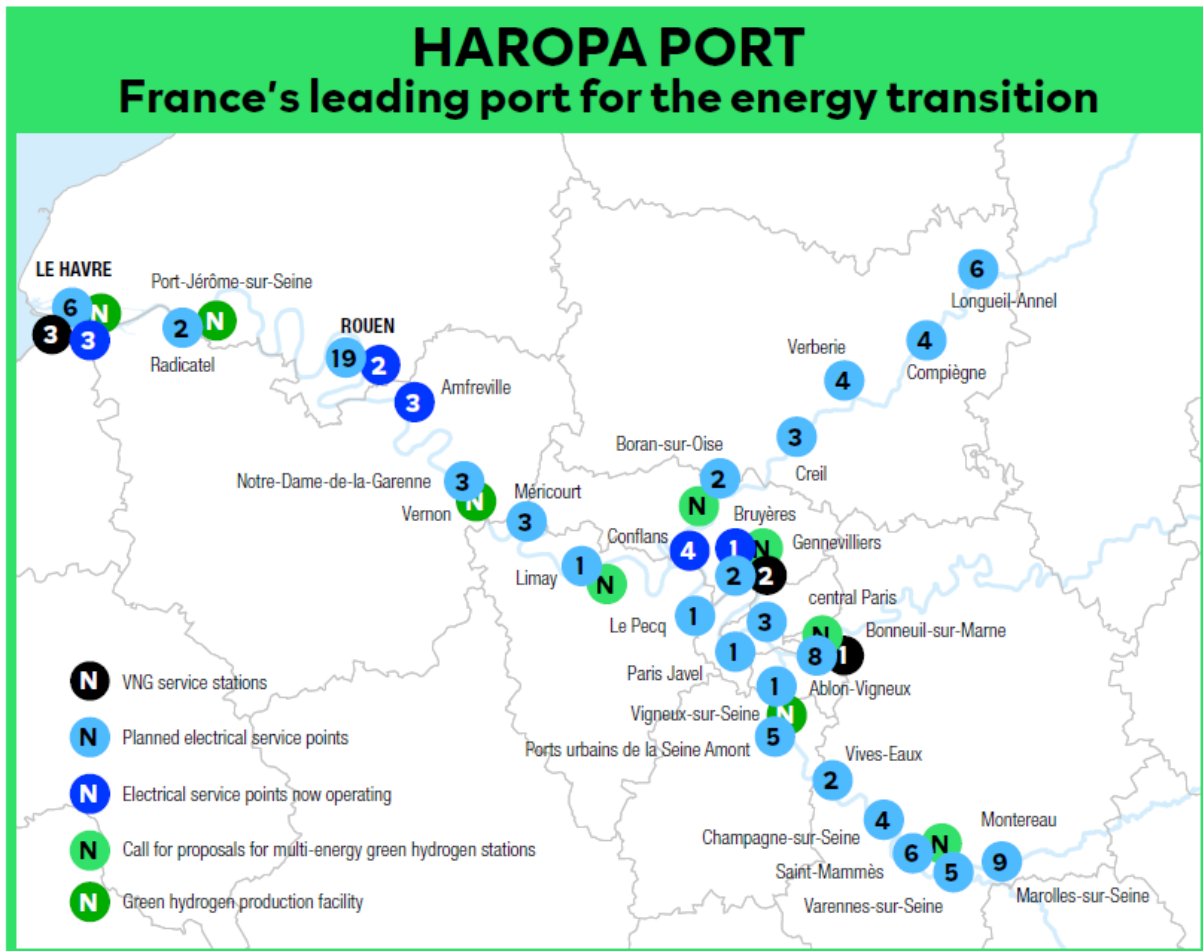 HAROPA PORT
France's leading port for the energy transition
LE HAVRE
6
N
3
3
Port-Jérôme-sur-Seine
2
N
Radicatel
ROUEN
19
2
3
Amfreville
Notre-Dame-de-la-Garenne
3
Vernon
N
Méricourt
3
Limay
1
N
6
Longueil-Annel
4
Compiègne
Verberie
4
3
Creil
Boran-sur-Oise
2
N
Bruyères
Conflans
4
1
N
Gennevilliers
2
2
Le Pecq
1
central Paris
3
Paris Javel
1
N
Bonneuil-sur-Marne
8
1
1
Ablon-Vigneux
Vigneux-sur-Seine
N
Ports urbains de la Seine Amont
5
Vives-Eaux
2
Champagne-sur-Seine
4
N
Montereau
Saint-Mammès
6
5
9
Varennes-sur-Seine
Marolles-sur-Seine
N VNG service stations
N Planned electrical service points
N Electrical service points now operating
N Call for proposals for multi-energy green hydrogen stations
N Green hydrogen production facility